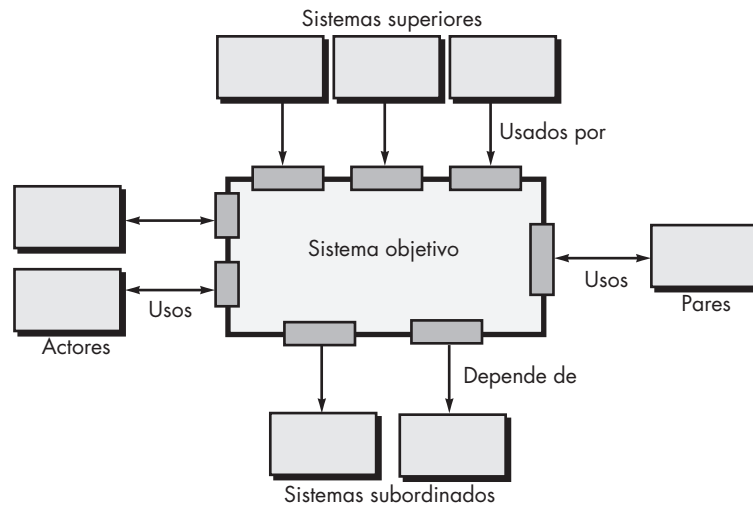 Sistemas superiores
Usados por
Sistema objetivo
Usos
Usos
Actores
Pares
Depende de
Sistemas subordinados